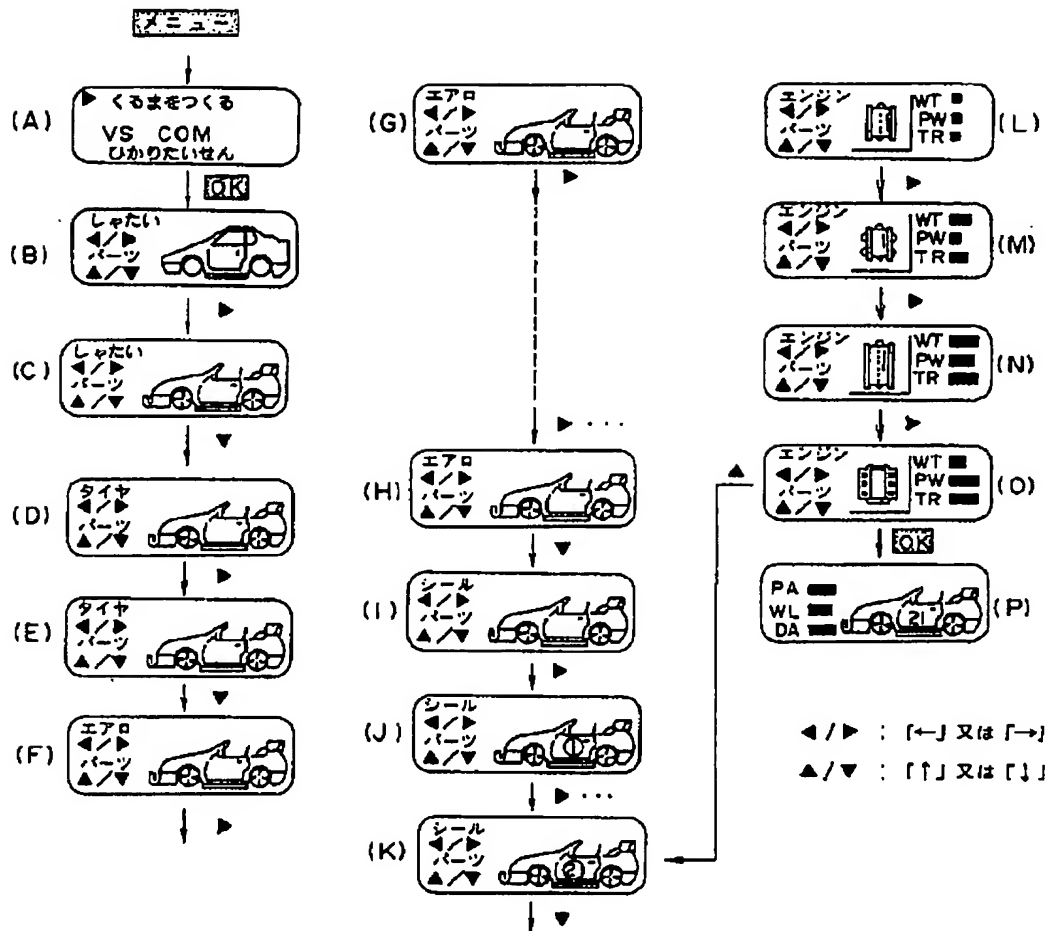 メニュー
(A)
▶ くるまをつくる
VS COM
ひかりたいせん
OK
(B)
しゃたい
◀/▶
パーツ
▲/▼
▶
(C)
しゃたい
◀/▶
パーツ
▲/▼
▼
(D)
タイヤ
◀/▶
パーツ
▲/▼
▶
(E)
タイヤ
◀/▶
パーツ
▲/▼
▼
(F)
エアロ
◀/▶
パーツ
▲/▼
▶
(G)
エアロ
◀/▶
パーツ
▲/▼
▶
▶ ···
(H)
エアロ
◀/▶
パーツ
▲/▼
▼
(I)
シール
◀/▶
パーツ
▲/▼
▶
(J)
シール
◀/▶
パーツ
▲/▼
1
▶ ···
(K)
シール
◀/▶
パーツ
▲/▼
2
▼
(L)
エンジン
◀/▶
パーツ
▲/▼
WT
PW
TR
▶
(M)
エンジン
◀/▶
パーツ
▲/▼
WT
PW
TR
▶
(N)
エンジン
◀/▶
パーツ
▲/▼
WT
PW
TR
▶
▲
(O)
エンジン
◀/▶
パーツ
▲/▼
WT
PW
TR
OK
(P)
PA
WL
DA
21
◀/▶ : 「←」又は「→」
▲/▼ : 「↑」又は「↓」